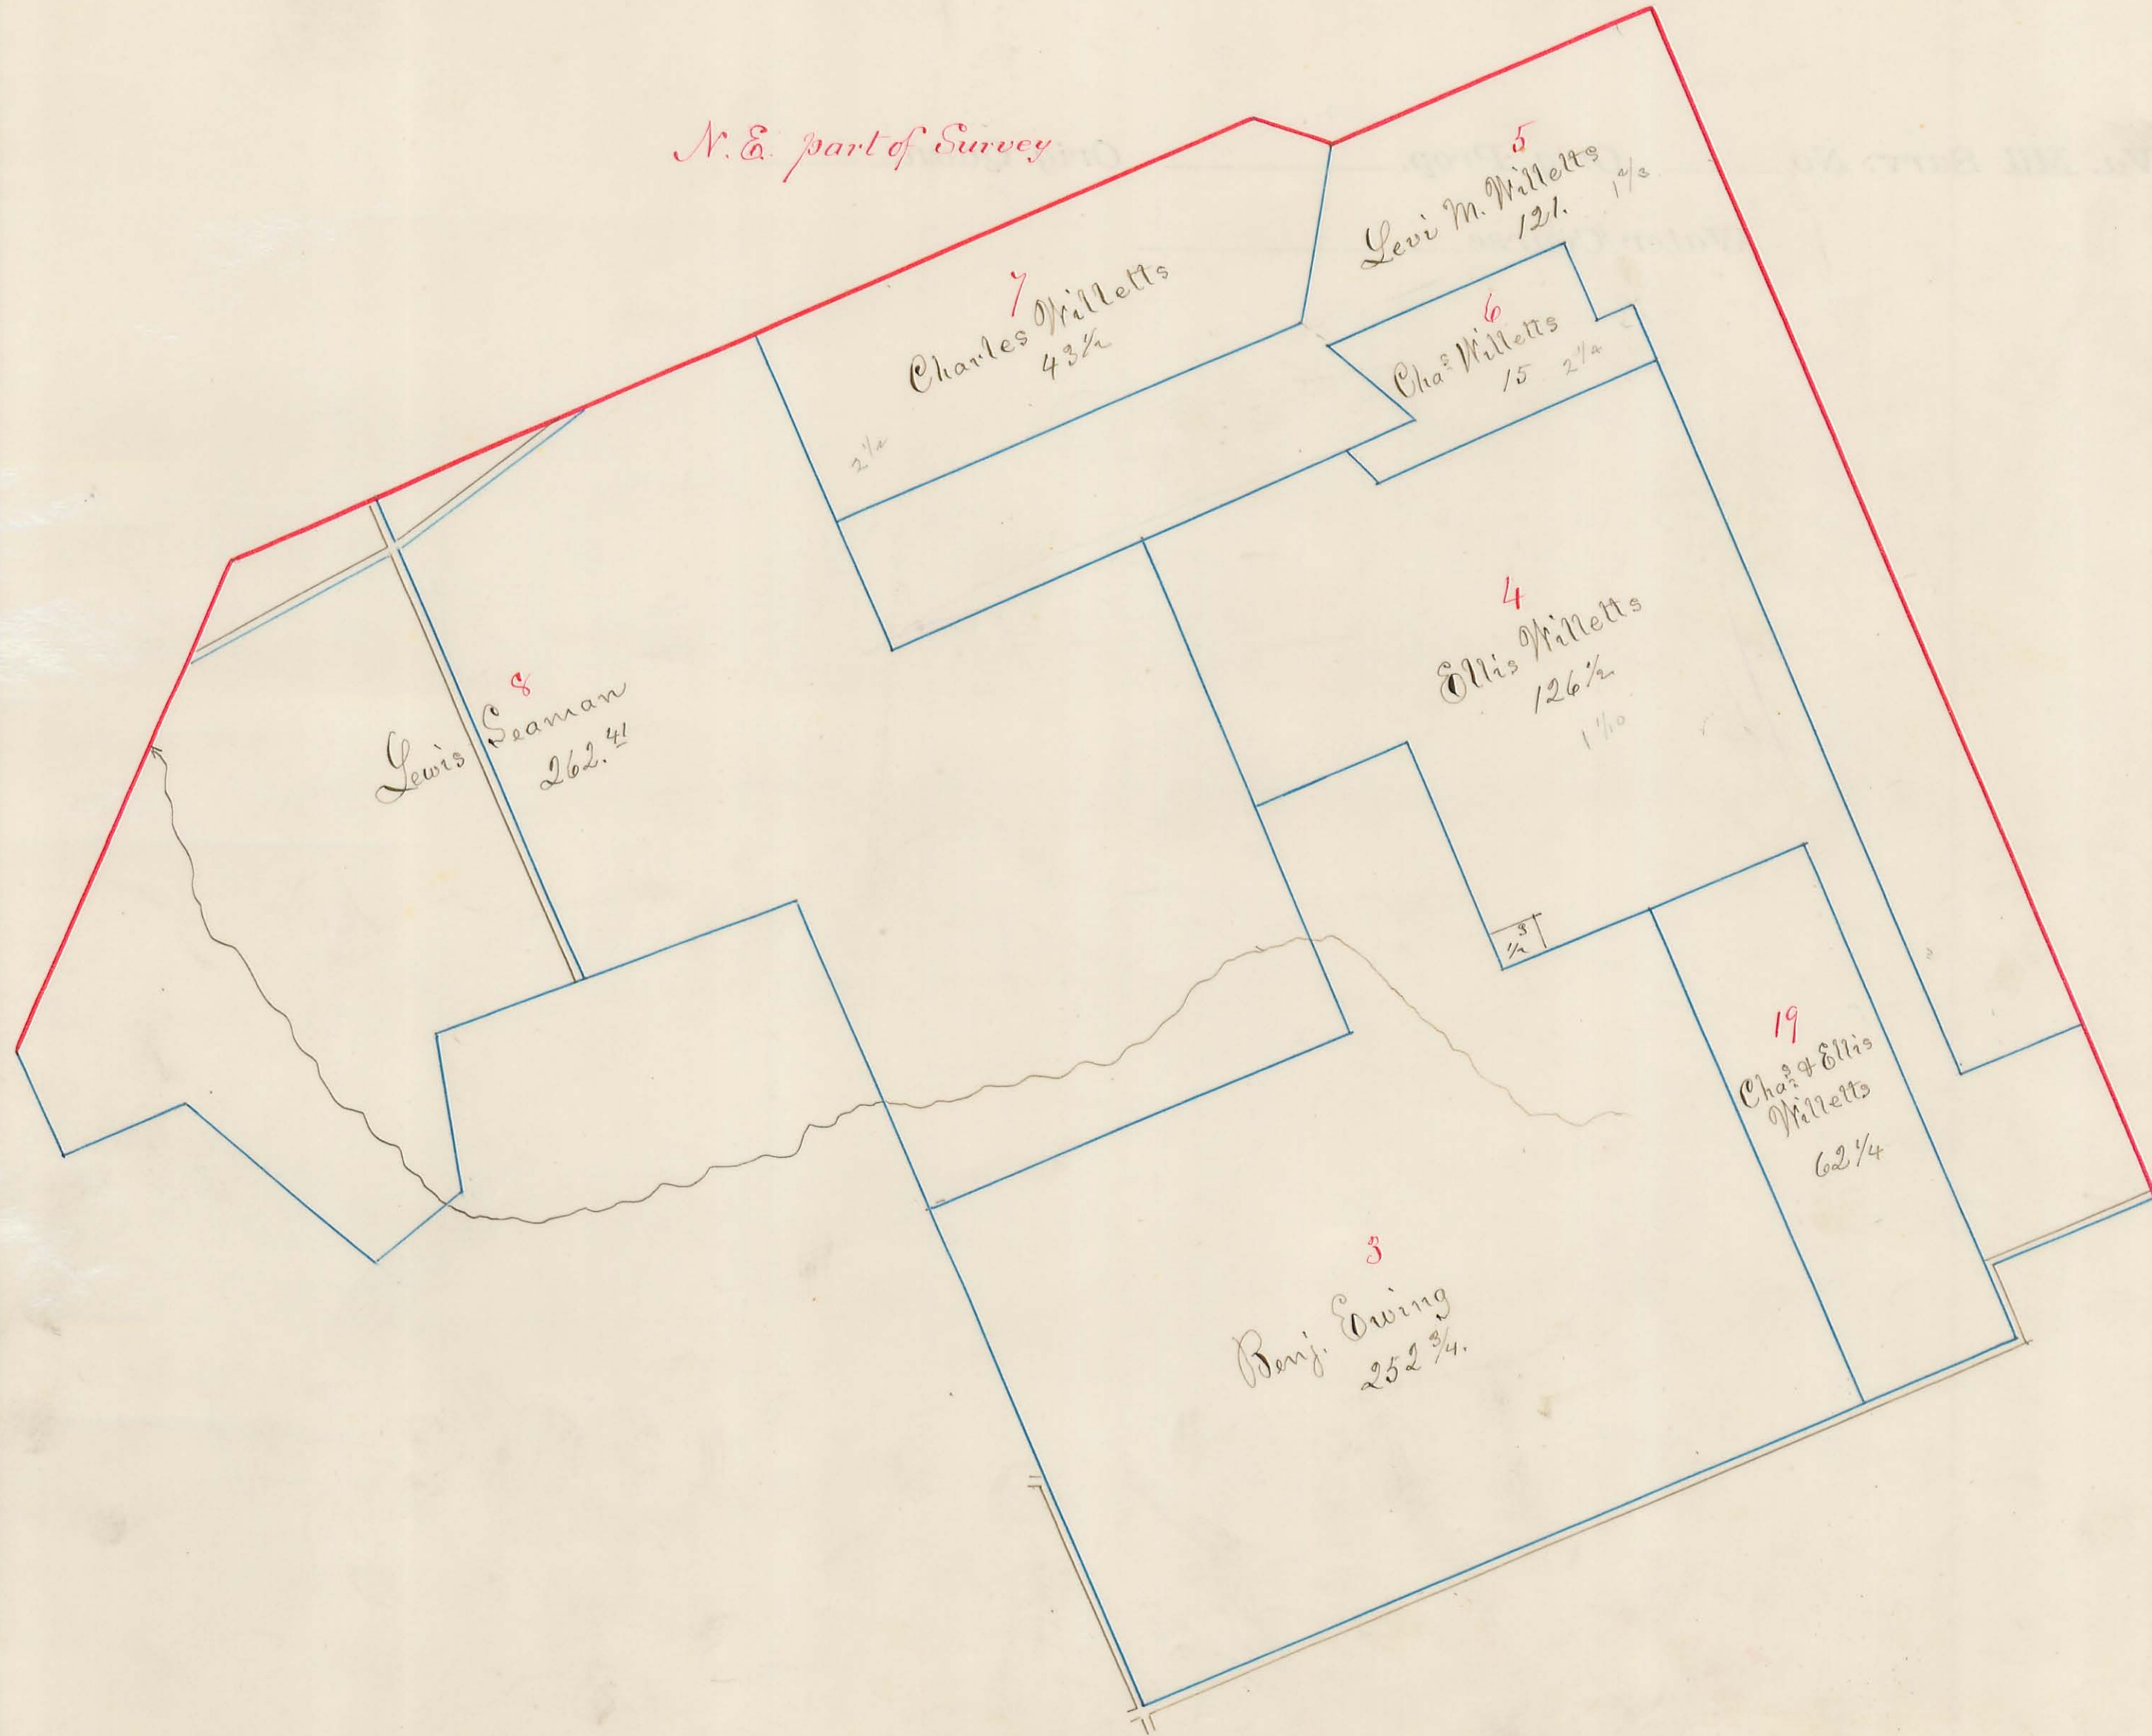 N.E. part of Survey
5
Levi M. Willetts
121.
1 2/3
7
Charles Willetts
43 1/2
2 1/2
6
Chas Willetts
15
2 1/4
4
Ellis Willetts
126 1/2
1 1/10
8
Lewis Seaman
262.41
S
1/2
19
Chas & Ellis
Willetts
62 1/4
3
Benj. Ewing
252 3/4.